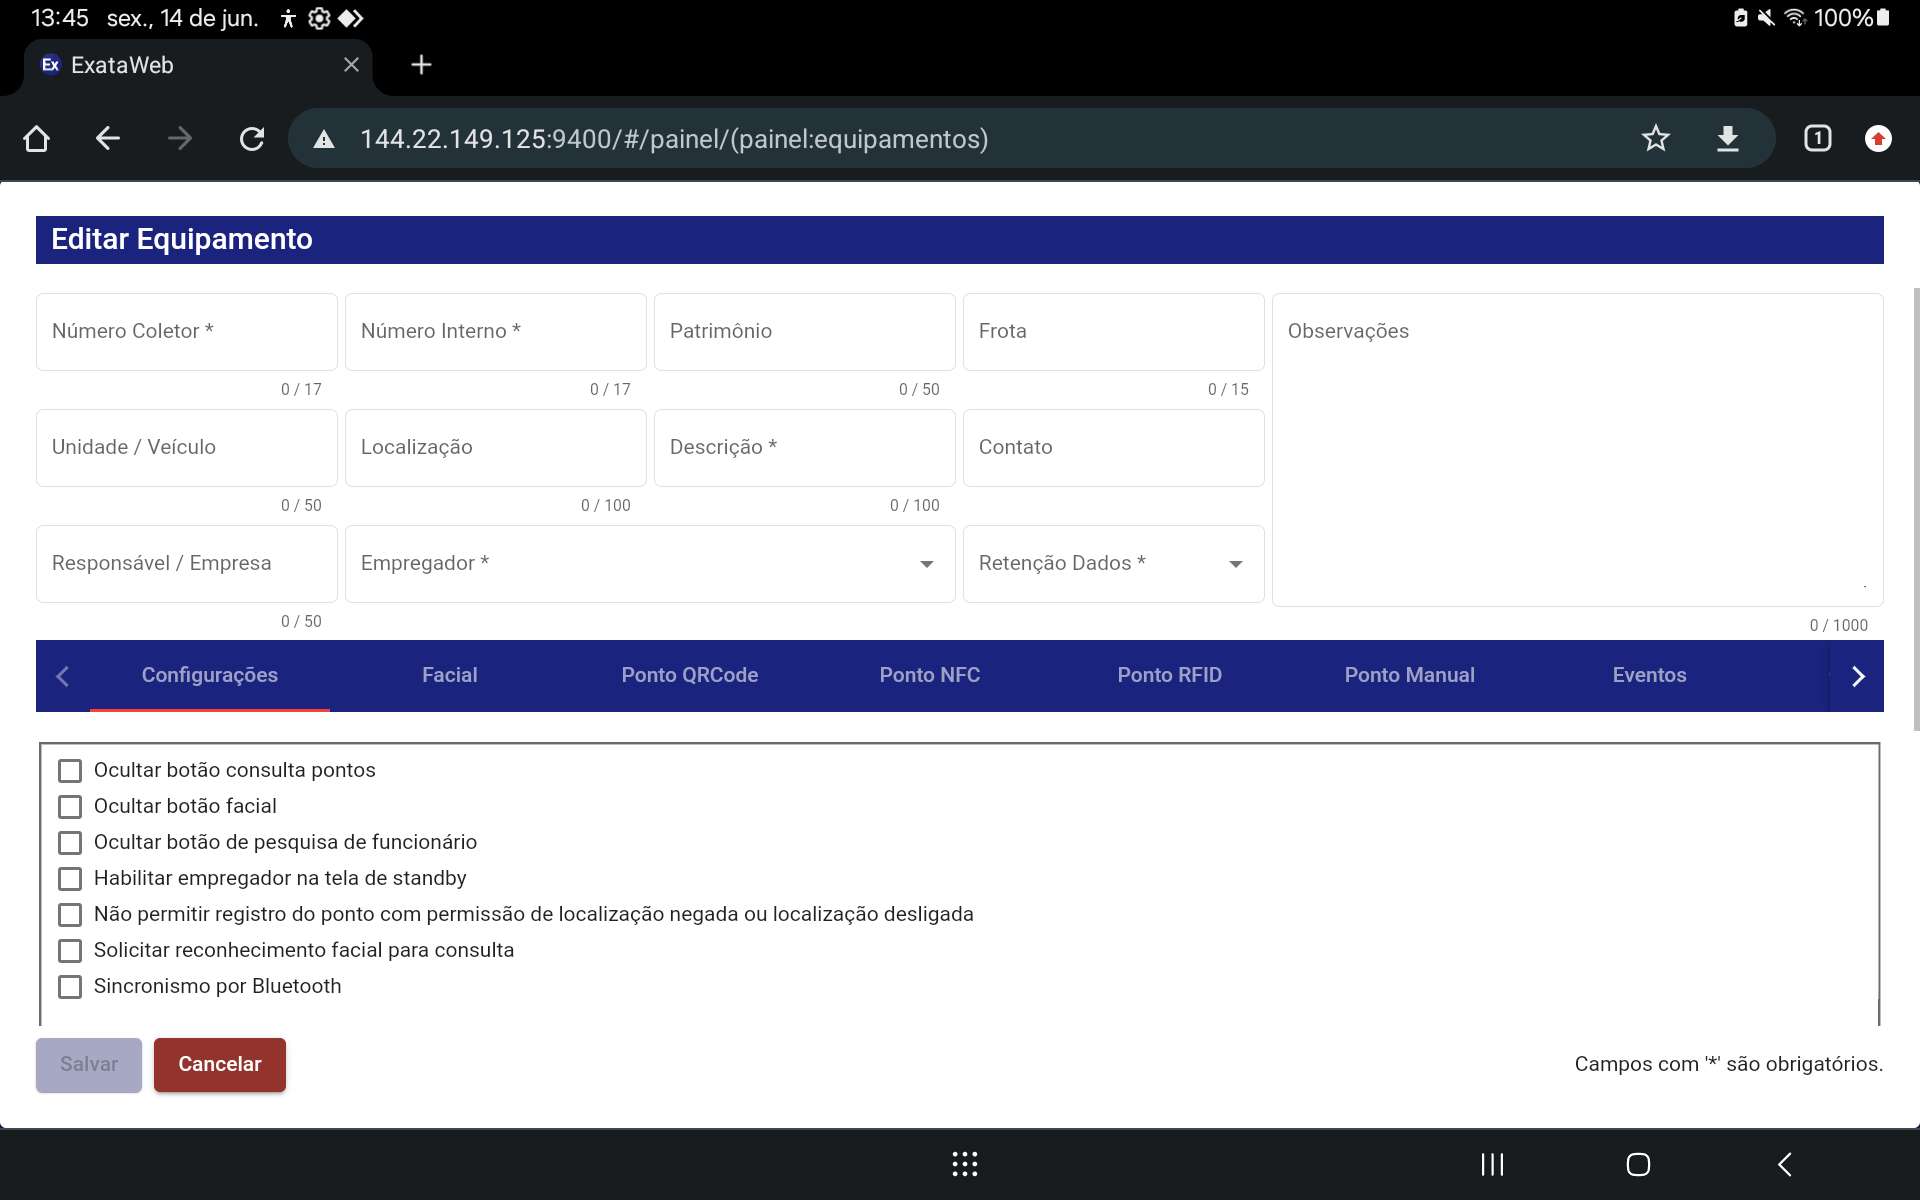 13:45 sex., 14 de jun. 100%
Ex ExataWeb
144.22.149.125:9400/#/painel/(painel:equipamentos) 1
Editar Equipamento
Número Coletor * Número Interno * Patrimônio Frota Observações
0 / 17 0 / 17 0 / 50 0 / 15
Unidade / Veículo Localização Descrição * Contato
0 / 50 0 / 100 0 / 100
Responsável / Empresa Empregador * Retenção Dados *
0 / 50 0 / 1000
Configurações Facial Ponto QRCode Ponto NFC Ponto RFID Ponto Manual Eventos
Ocultar botão consulta pontos
Ocultar botão facial
Ocultar botão de pesquisa de funcionário
Habilitar empregador na tela de standby
Não permitir registro do ponto com permissão de localização negada ou localização desligada
Solicitar reconhecimento facial para consulta
Sincronismo por Bluetooth
Salvar Cancelar Campos com '*' são obrigatórios.